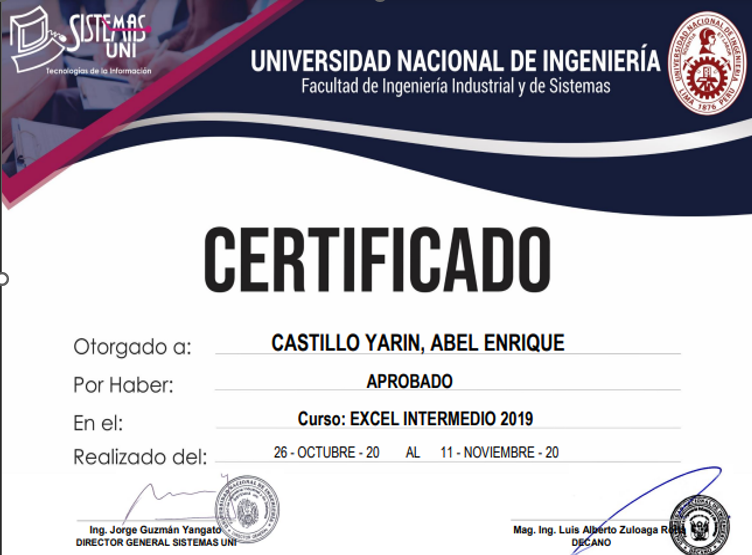 SISTEMAS
UNI
Tecnologías de la Información
UNIVERSIDAD NACIONAL DE INGENIERÍA
Facultad de Ingeniería Industrial y de Sistemas
UNIVERSIDAD NACIONAL DE INGENIERIA
LIMA 1876 PERU
CERTIFICADO
Otorgado a: CASTILLO YARIN, ABEL ENRIQUE
Por Haber: APROBADO
En el: Curso: EXCEL INTERMEDIO 2019
Realizado del: 26 - OCTUBRE - 20 AL 11 - NOVIEMBRE - 20
Ing. Jorge Guzmán Yangato
DIRECTOR GENERAL SISTEMAS UNI
Mag. Ing. Luis Alberto Zuloaga
DECANO